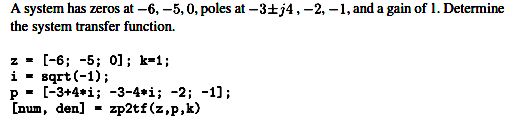 A system has zeros at −6, −5, 0, poles at −3±j4, −2, −1, and a gain of 1. Determine
the system transfer function.
z = [-6; -5; 0]; k=1;
i = sqrt(-1);
p = [-3+4*i; -3-4*i; -2; -1];
[num, den] = zp2tf(z,p,k)